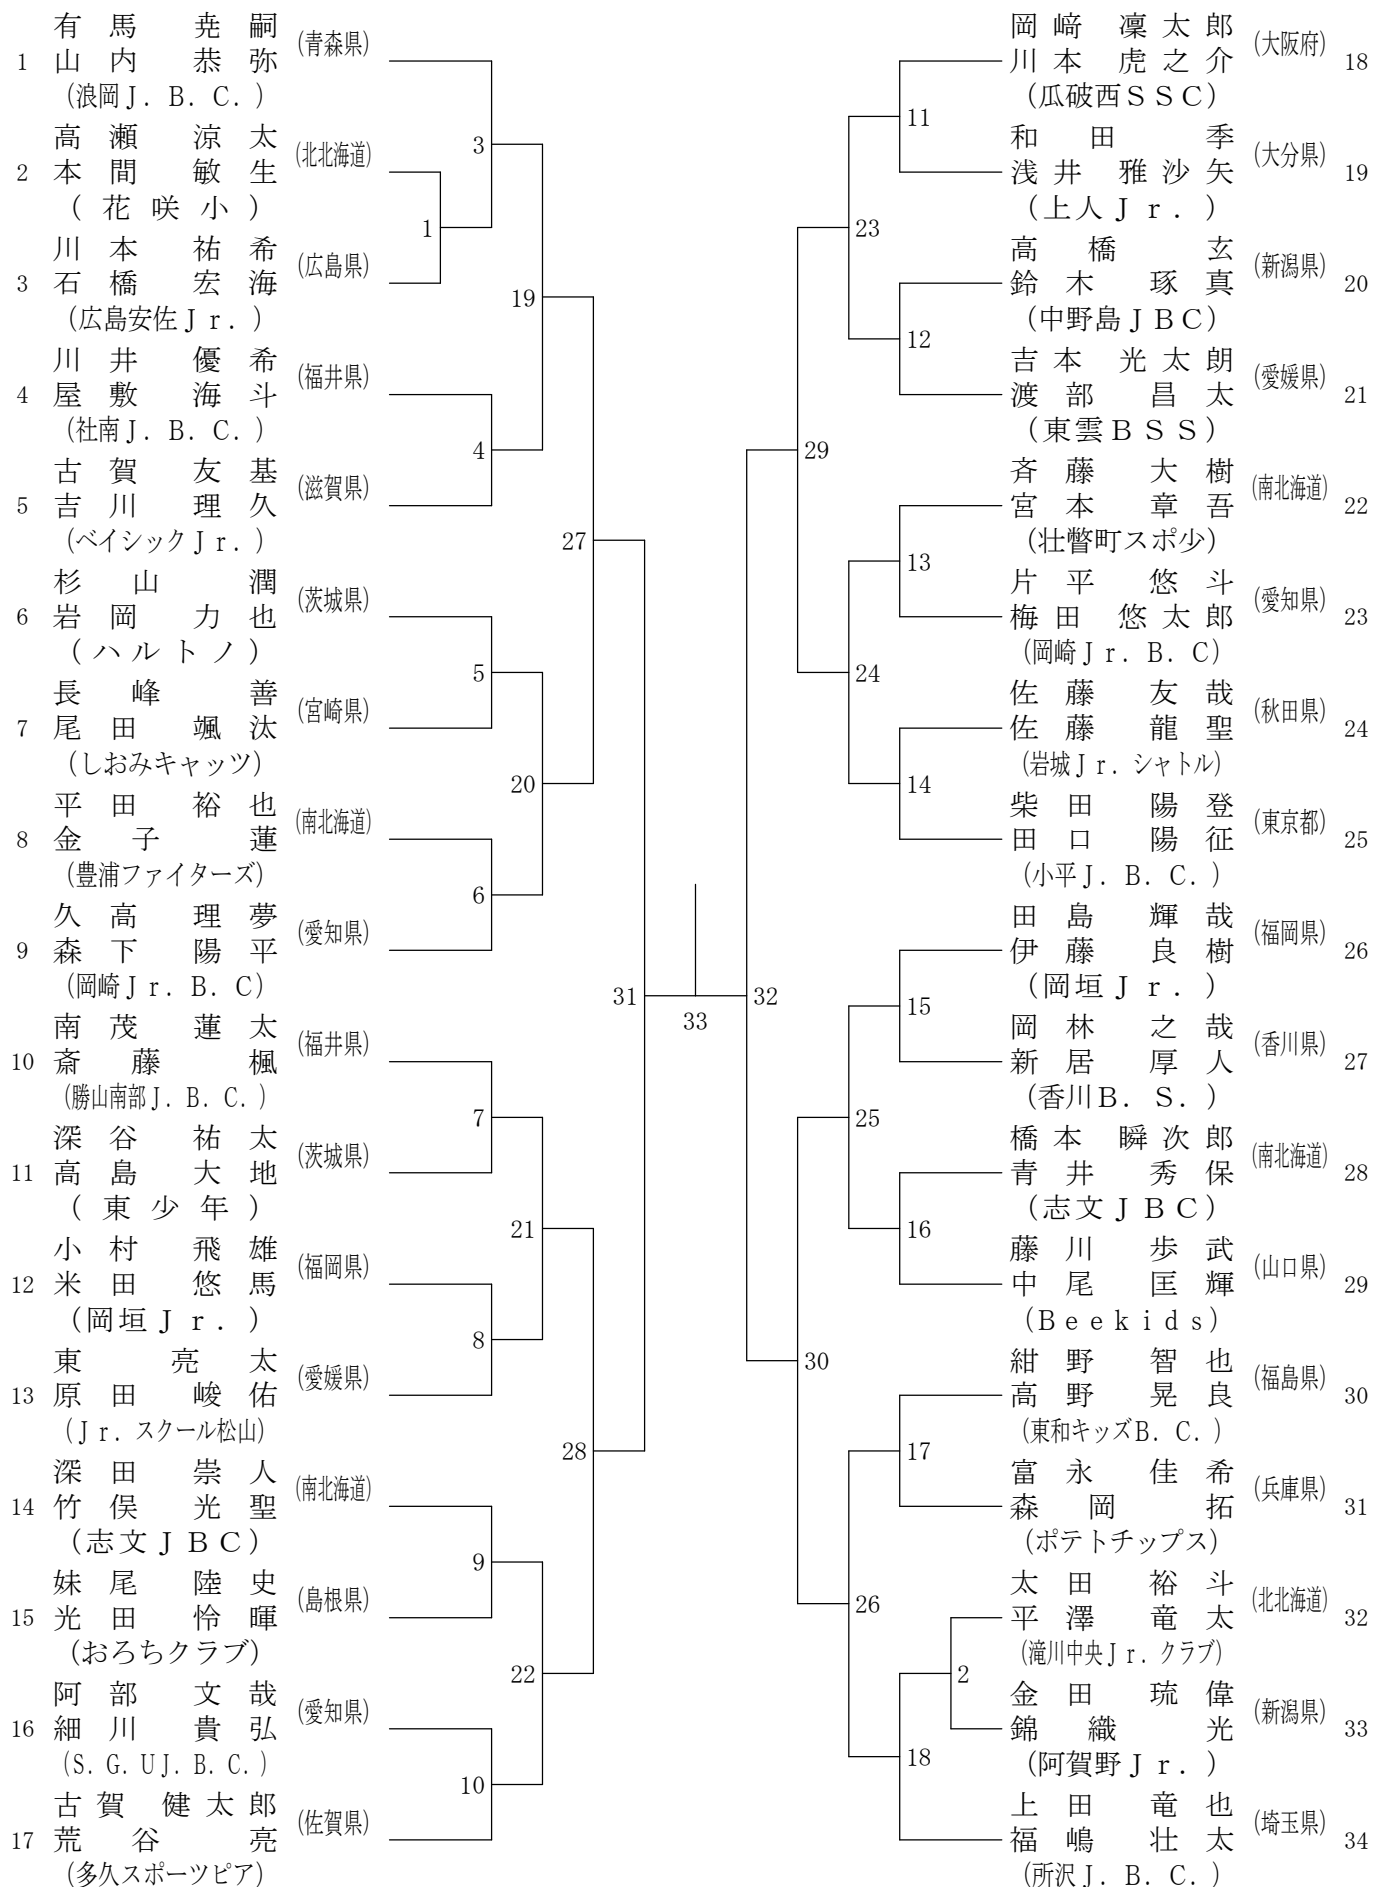 有馬 尭嗣
(青森県)
1 山内 恭弥
(浪岡J. B. C. )
高瀬 涼太
(北北海道)
2 本間 敏生
(花咲小)
川本 祐希
(広島県)
3 石橋 宏海
(広島安佐Jr. )
川井 優希
(福井県)
4 屋敷 海斗
(社南J. B. C. )
古賀 友基
(滋賀県)
5 吉川 理久
(ベイシックJr. )
杉山 潤
(茨城県)
6 岩岡 力也
(ハルトノ)
長峰 善
(宮崎県)
7 尾田 颯汰
(しおみキャッツ)
平田 裕也
(南北海道)
8 金子 蓮
(豊浦ファイターズ)
久高 理夢
(愛知県)
9 森下 陽平
(岡崎Jr. B. C)
南茂 蓮太
(福井県)
10 斎藤 楓
(勝山南部J. B. C. )
深谷 祐太
(茨城県)
11 高島 大地
(東少年)
小村 飛雄
(福岡県)
12 米田 悠馬
(岡垣Jr. )
東 亮太
(愛媛県)
13 原田 峻佑
(Jr. スクール松山)
深田 崇人
(南北海道)
14 竹俣 光聖
(志文JBC)
妹尾 陸史
(島根県)
15 光田 怜暉
(おろちクラブ)
阿部 文哉
(愛知県)
16 細川 貴弘
(S. G. U J. B. C. )
古賀 健太郎
(佐賀県)
17 荒谷 亮
(多久スポーツピア)
3
1
19
4
27
5
20
6
31
7
21
8
28
9
22
10
33
32
11
23
12
29
13
24
14
15
25
16
30
17
26
2
18
岡﨑 凜太郎
(大阪府)
川本 虎之介 18
(瓜破西SSC)
和田 季
(大分県)
浅井 雅沙矢 19
(上人Jr. )
高橋 玄
(新潟県)
鈴木 琢真 20
(中野島JBC)
吉本 光太朗
(愛媛県)
渡部 昌太 21
(東雲BSS)
斉藤 大樹
(南北海道)
宮本 章吾 22
(壮瞥町スポ少)
片平 悠斗
(愛知県)
梅田 悠太郎 23
(岡崎Jr. B. C)
佐藤 友哉
(秋田県)
佐藤 龍聖 24
(岩城Jr. シャトル)
柴田 陽登
(東京都)
田口 陽征 25
(小平J. B. C. )
田島 輝哉
(福岡県)
伊藤 良樹 26
(岡垣Jr. )
岡林 之哉
(香川県)
新居 厚人 27
(香川B. S. )
橋本 瞬次郎
(南北海道)
青井 秀保 28
(志文JBC)
藤川 歩武
(山口県)
中尾 匡輝 29
(Beekids)
紺野 智也
(福島県)
高野 晃良 30
(東和キッズB. C. )
富永 佳希
(兵庫県)
森岡 拓 31
(ポテトチップス)
太田 裕斗
(北北海道)
平澤 竜太 32
(滝川中央Jr. クラブ)
金田 琉偉
(新潟県)
錦織 光 33
(阿賀野Jr. )
上田 竜也
(埼玉県)
福嶋 壮太 34
(所沢J. B. C. )